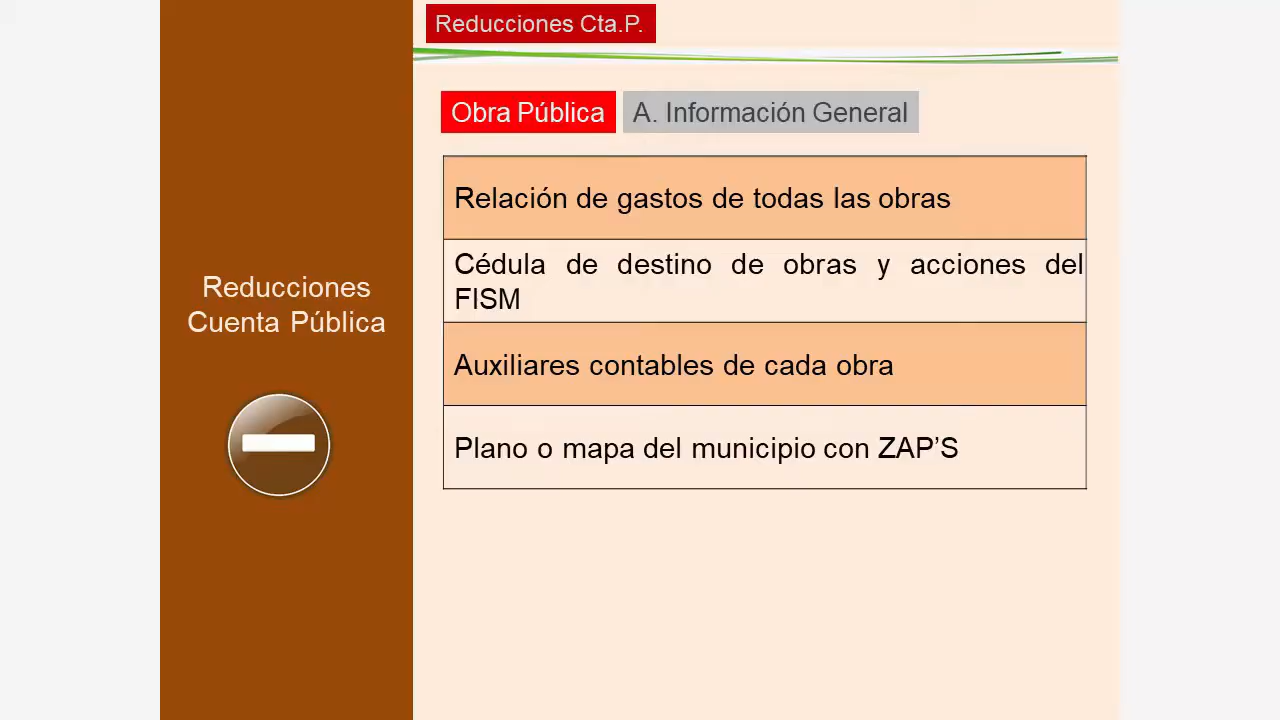 Reducciones Cta.P.
Obra Pública
A. Información General
Relación de gastos de todas las obras
Cédula de destino de obras y acciones del
FISM
Auxiliares contables de cada obra
Plano o mapa del municipio con ZAP’S
Reducciones
Cuenta Pública